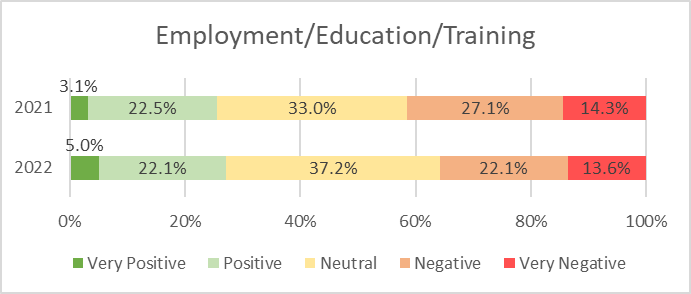 Employment/Education/Training
3.1%
2021 22.5% 33.0% 27.1% 14.3%
5.0%
2022 22.1% 37.2% 22.1% 13.6%
0% 20% 40% 60% 80% 100%
Very Positive Positive Neutral Negative Very Negative